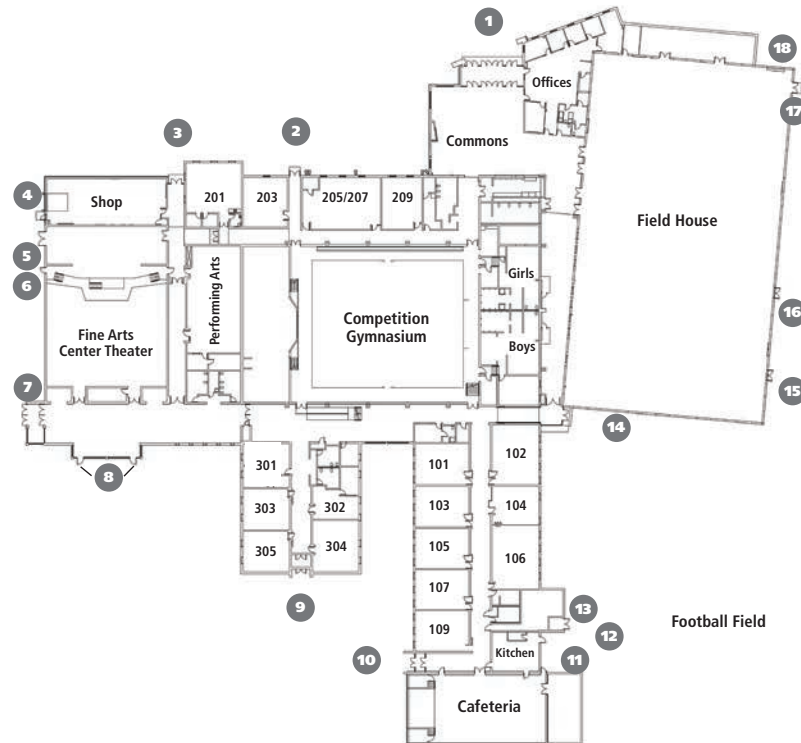 1
18
Offices
17
Commons
3
2
4
Shop
201
203
205/207
209
Field House
5
6
Performing Arts
Girls
Competition
Gymnasium
16
Fine Arts
Center Theater
Boys
7
15
14
8
301
101
102
303
302
103
104
305
304
105
106
107
9
13
109
12
Football Field
10
Kitchen
11
Cafeteria